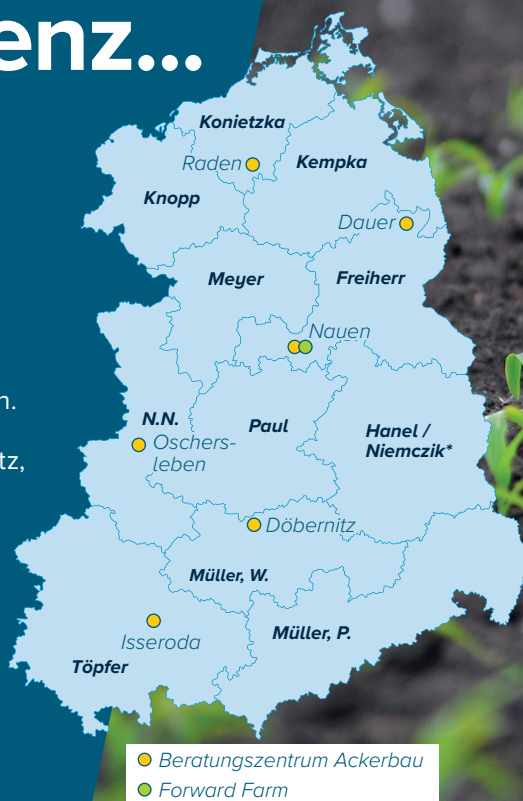 enz...
Konietzka
Raden
Kempka
Knopp
Dauer
Meyer
Freiherr
Nauen
n.
N.N.
Paul
Hanel /
Niemczik*
Oschers-
leben
tz,
Döbernitz
Müller, W.
Isseroda
Müller, P.
Töpfer
Beratungszentrum Ackerbau
Forward Farm